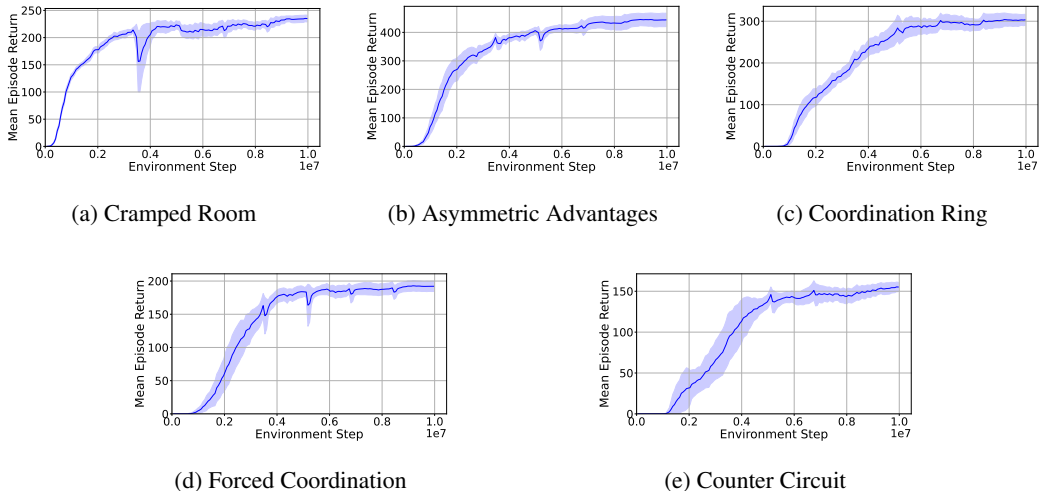 Mean Episode Return
250
200
150
100
50
0
0.0 0.2 0.4 0.6 0.8 1.0
Environment Step
1e7
(a) Cramped Room
Mean Episode Return
400
300
200
100
0
0.0 0.2 0.4 0.6 0.8 1.0
Environment Step
1e7
(b) Asymmetric Advantages
Mean Episode Return
300
200
100
0
0.0 0.2 0.4 0.6 0.8 1.0
Environment Step
1e7
(c) Coordination Ring
Mean Episode Return
200
150
100
50
0
0.0 0.2 0.4 0.6 0.8 1.0
Environment Step
1e7
(d) Forced Coordination
Mean Episode Return
150
100
50
0
0.0 0.2 0.4 0.6 0.8 1.0
Environment Step
1e7
(e) Counter Circuit